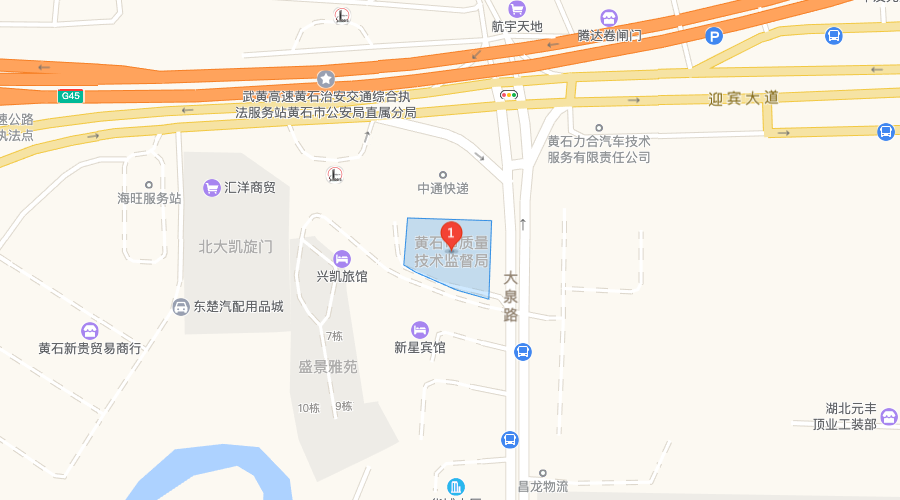 航宇天地
腾达卷闸门
P
G45
武黄高速黄石治安交通综合执
法服务站黄石市公安局直属分局
迎宾大道
速公路
执法点
黄石力合汽车技术
服务有限责任公司
中通快递
汇洋商贸
海旺服务站
北大凯旋门
1
黄石市质量
技术监督局
兴凯旅馆
大泉路
东楚汽配用品城
7栋
新星宾馆
黄石新贵贸易商行
盛景雅苑
10栋
9栋
湖北元丰
顶业工装部
昌龙物流